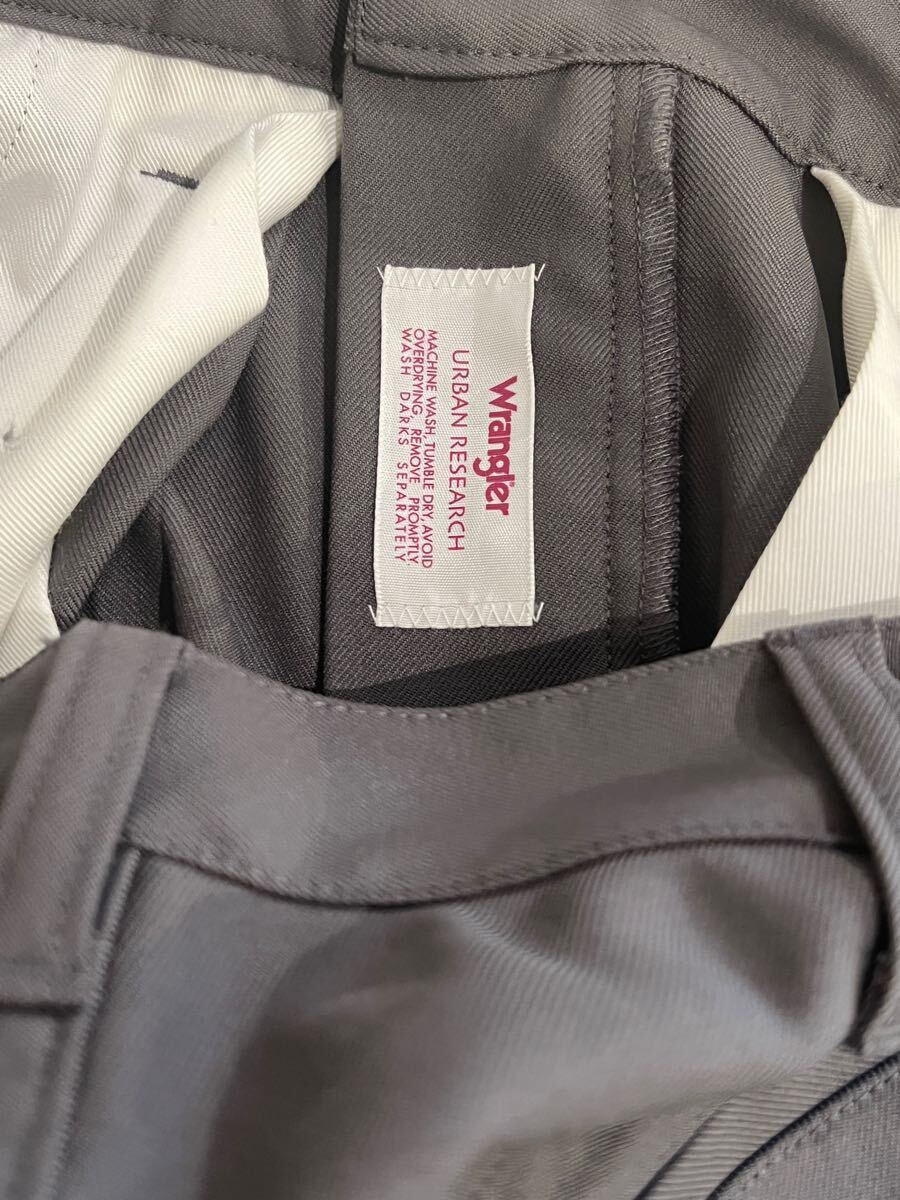 Wrangler
URBAN RESEARCH
MACHINE WASH, TUMBLE DRY, AVOID
OVERDRYING, REMOVE PROMPTLY.
WASH DARKS SEPARATELY